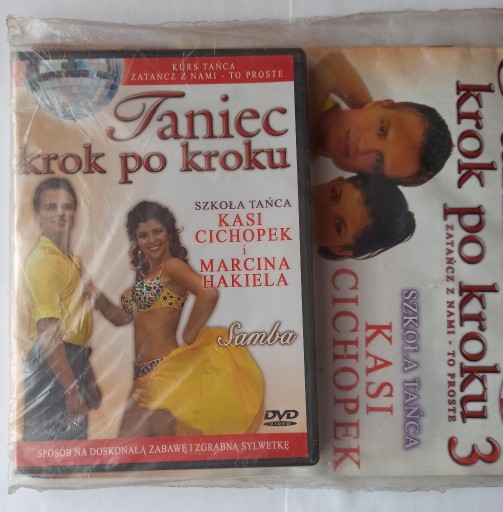 KURS TAŃCA
ZATAŃCZ Z NAMI - TO PROSTE
Taniec
krok po kroku
SZKOŁA TAŃCA
KASI
CICHOPEK
i
MARCINA
HAKIELA
Samba
DVD
VIDEO
SPOSÓB NA DOSKONAŁĄ ZABAWĘ I ZGRABNĄ SYLWETKĘ
krok po kroku 3
ZATAŃCZ Z NAMI - TO PROSTE
SZKOŁA TAŃCA
KASI
CICHOPEK